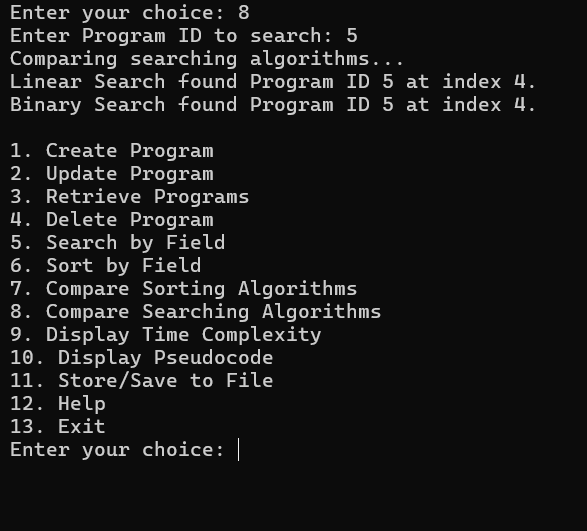 Enter your choice: 8
Enter Program ID to search: 5
Comparing searching algorithms...
Linear Search found Program ID 5 at index 4.
Binary Search found Program ID 5 at index 4.
1. Create Program
2. Update Program
3. Retrieve Programs
4. Delete Program
5. Search by Field
6. Sort by Field
7. Compare Sorting Algorithms
8. Compare Searching Algorithms
9. Display Time Complexity
10. Display Pseudocode
11. Store/Save to File
12. Help
13. Exit
Enter your choice: